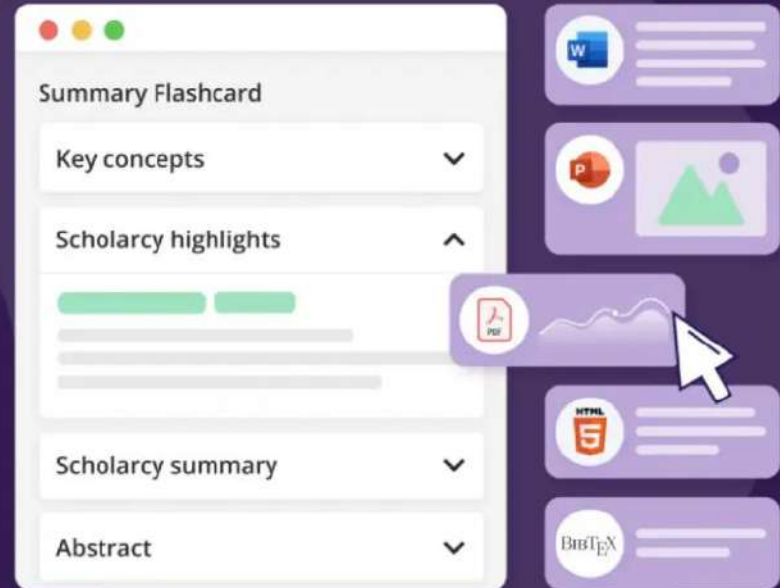 Summary Flashcard
Key concepts
Scholarcy highlights
Scholarcy summary
Abstract
W
P
PDF
HTML
5
BIBTEX